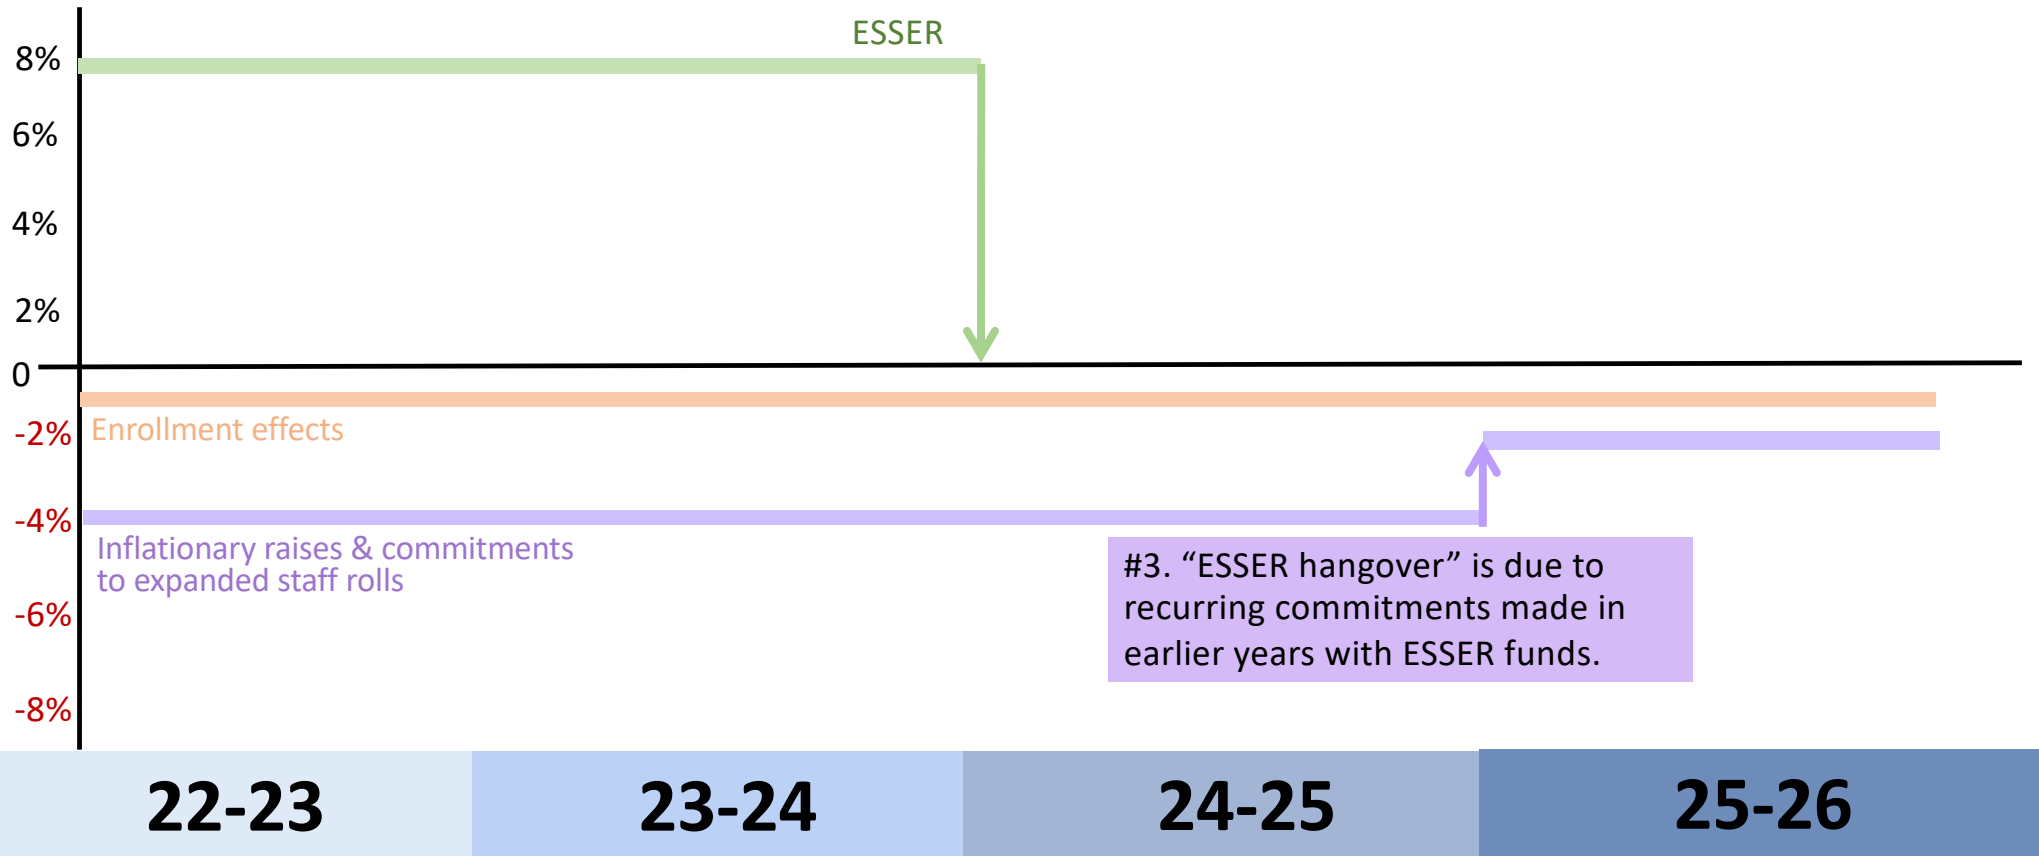 ESSER
8%
6%
4%
2%
0
-2%
Enrollment effects
-4%
Inflationary raises & commitments
to expanded staff rolls
#3. “ESSER hangover” is due to
recurring commitments made in
earlier years with ESSER funds.
-6%
-8%
22-23
23-24
24-25
25-26